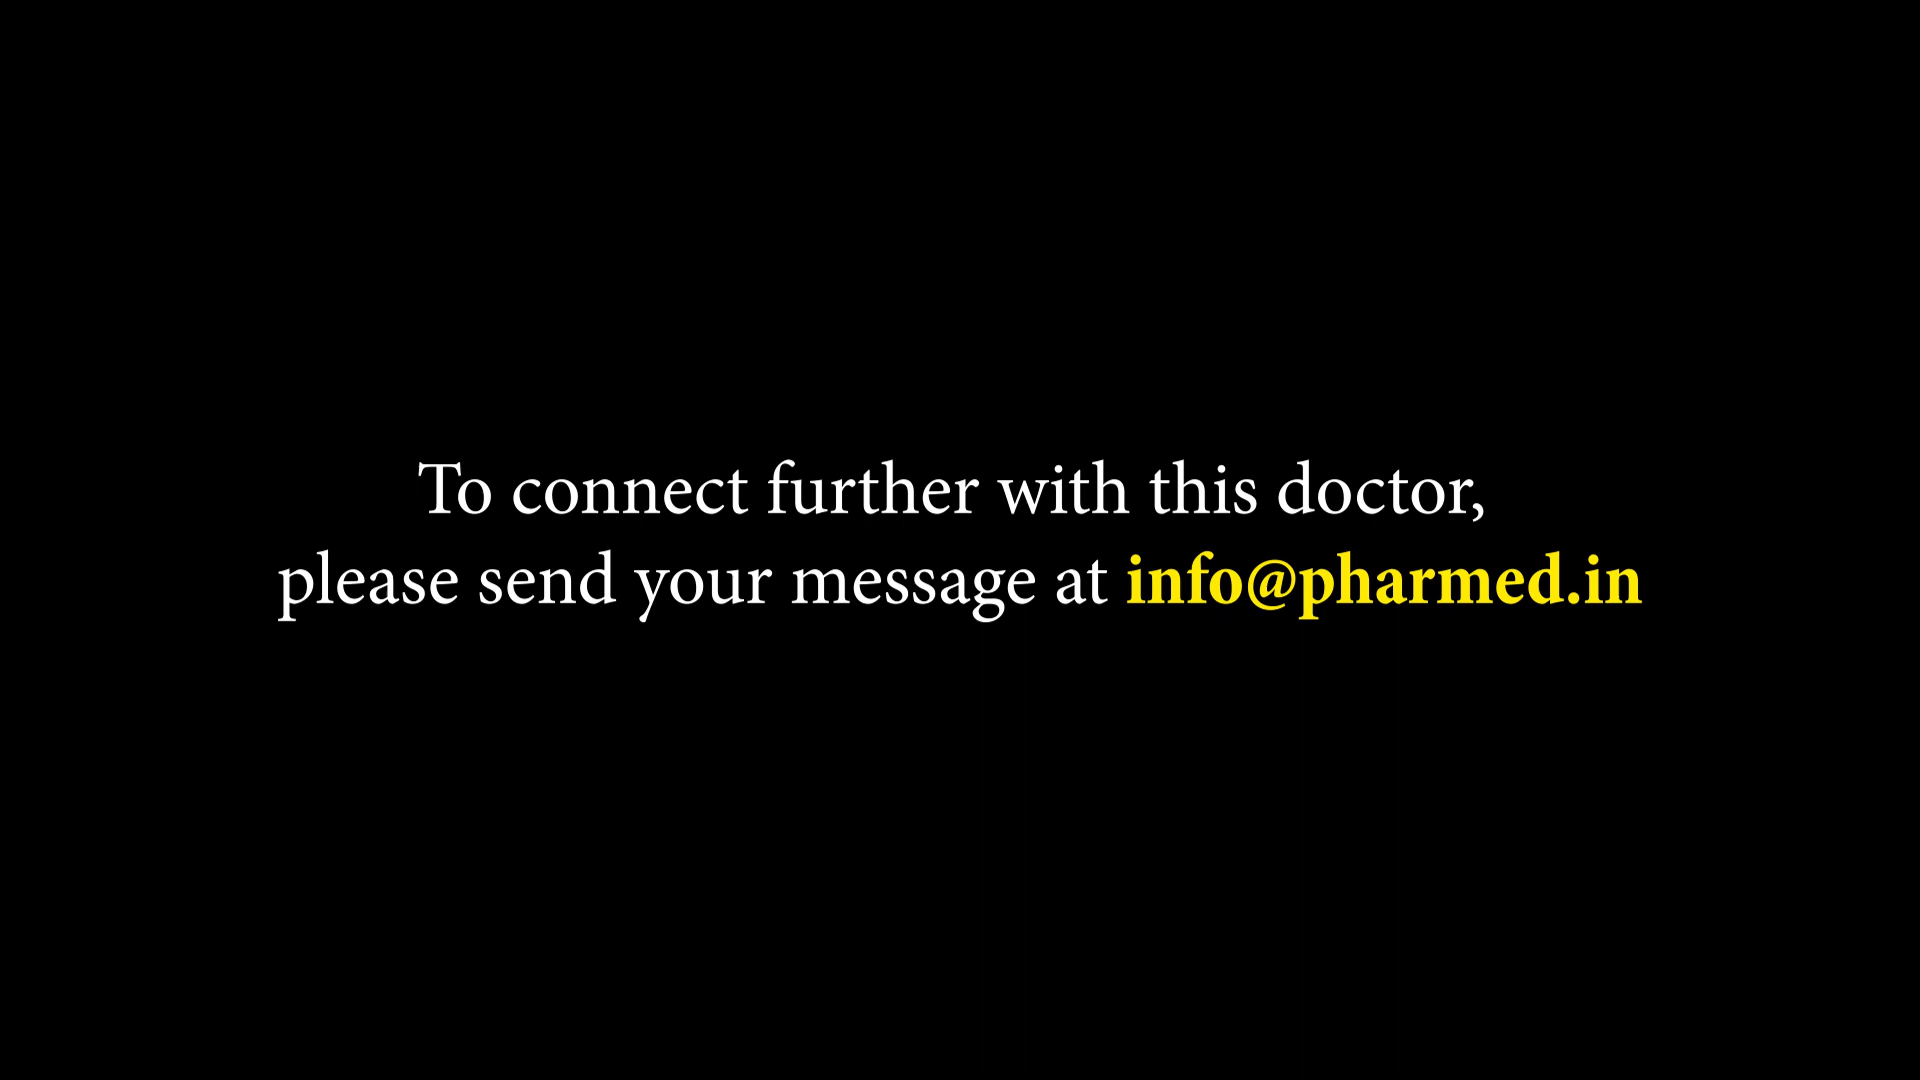 To connect further with this doctor,
please send your message at info@pharmed.in